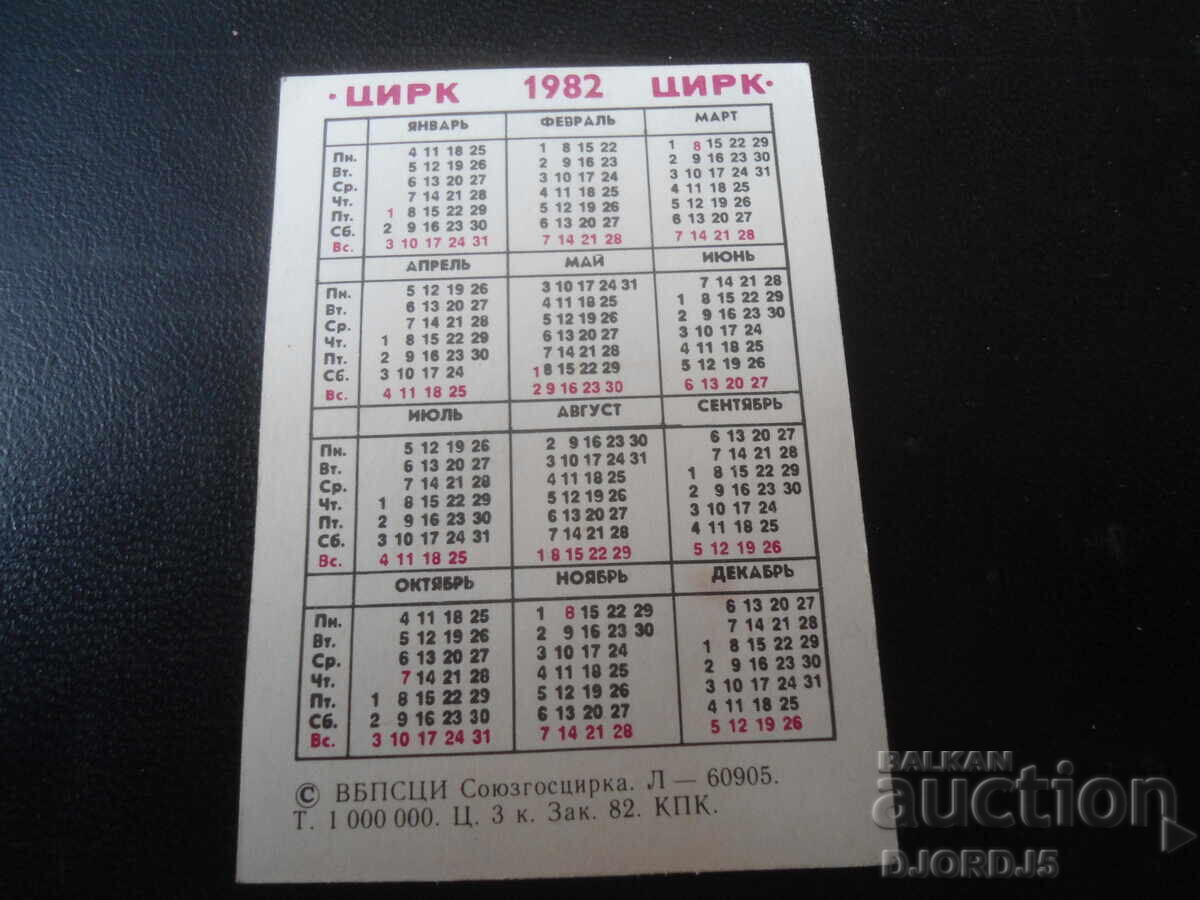 ·ЦИРК 1982 ЦИРК·
ЯНВАРЬ ФЕВРАЛЬ МАРТ
Пн. 4 11 18 25 1 8 15 22 1 8 15 22 29
Вт. 5 12 19 26 2 9 16 23 2 9 16 23 30
Ср. 6 13 20 27 3 10 17 24 3 10 17 24 31
Чт. 7 14 21 28 4 11 18 25 4 11 18 25
Пт. 1 8 15 22 29 5 12 19 26 5 12 19 26
Сб. 2 9 16 23 30 6 13 20 27 6 13 20 27
Вс. 3 10 17 24 31 7 14 21 28 7 14 21 28
АПРЕЛЬ МАЙ ИЮНЬ
Пн. 5 12 19 26 3 10 17 24 31 7 14 21 28
Вт. 6 13 20 27 4 11 18 25 1 8 15 22 29
Ср. 7 14 21 28 5 12 19 26 2 9 16 23 30
Чт. 1 8 15 22 29 6 13 20 27 3 10 17 24
Пт. 2 9 16 23 30 7 14 21 28 4 11 18 25
Сб. 3 10 17 24 1 8 15 22 29 5 12 19 26
Вс. 4 11 18 25 2 9 16 23 30 6 13 20 27
ИЮЛЬ АВГУСТ СЕНТЯБРЬ
Пн. 5 12 19 26 2 9 16 23 30 6 13 20 27
Вт. 6 13 20 27 3 10 17 24 31 7 14 21 28
Ср. 7 14 21 28 4 11 18 25 1 8 15 22 29
Чт. 1 8 15 22 29 5 12 19 26 2 9 16 23 30
Пт. 2 9 16 23 30 6 13 20 27 3 10 17 24
Сб. 3 10 17 24 31 7 14 21 28 4 11 18 25
Вс. 4 11 18 25 1 8 15 22 29 5 12 19 26
ОКТЯБРЬ НОЯБРЬ ДЕКАБРЬ
Пн. 4 11 18 25 1 8 15 22 29 6 13 20 27
Вт. 5 12 19 26 2 9 16 23 30 7 14 21 28
Ср. 6 13 20 27 3 10 17 24 1 8 15 22 29
Чт. 7 14 21 28 4 11 18 25 2 9 16 23 30
Пт. 1 8 15 22 29 5 12 19 26 3 10 17 24 31
Сб. 2 9 16 23 30 6 13 20 27 4 11 18 25
Вс. 3 10 17 24 31 7 14 21 28 5 12 19 26
© ВБПСЦИ Союзгосцирка. Л — 60905.
Т. 1 000 000. Ц. 3 к. Зак. 82. КПК.
BALKAN
auction
DJORDJ5